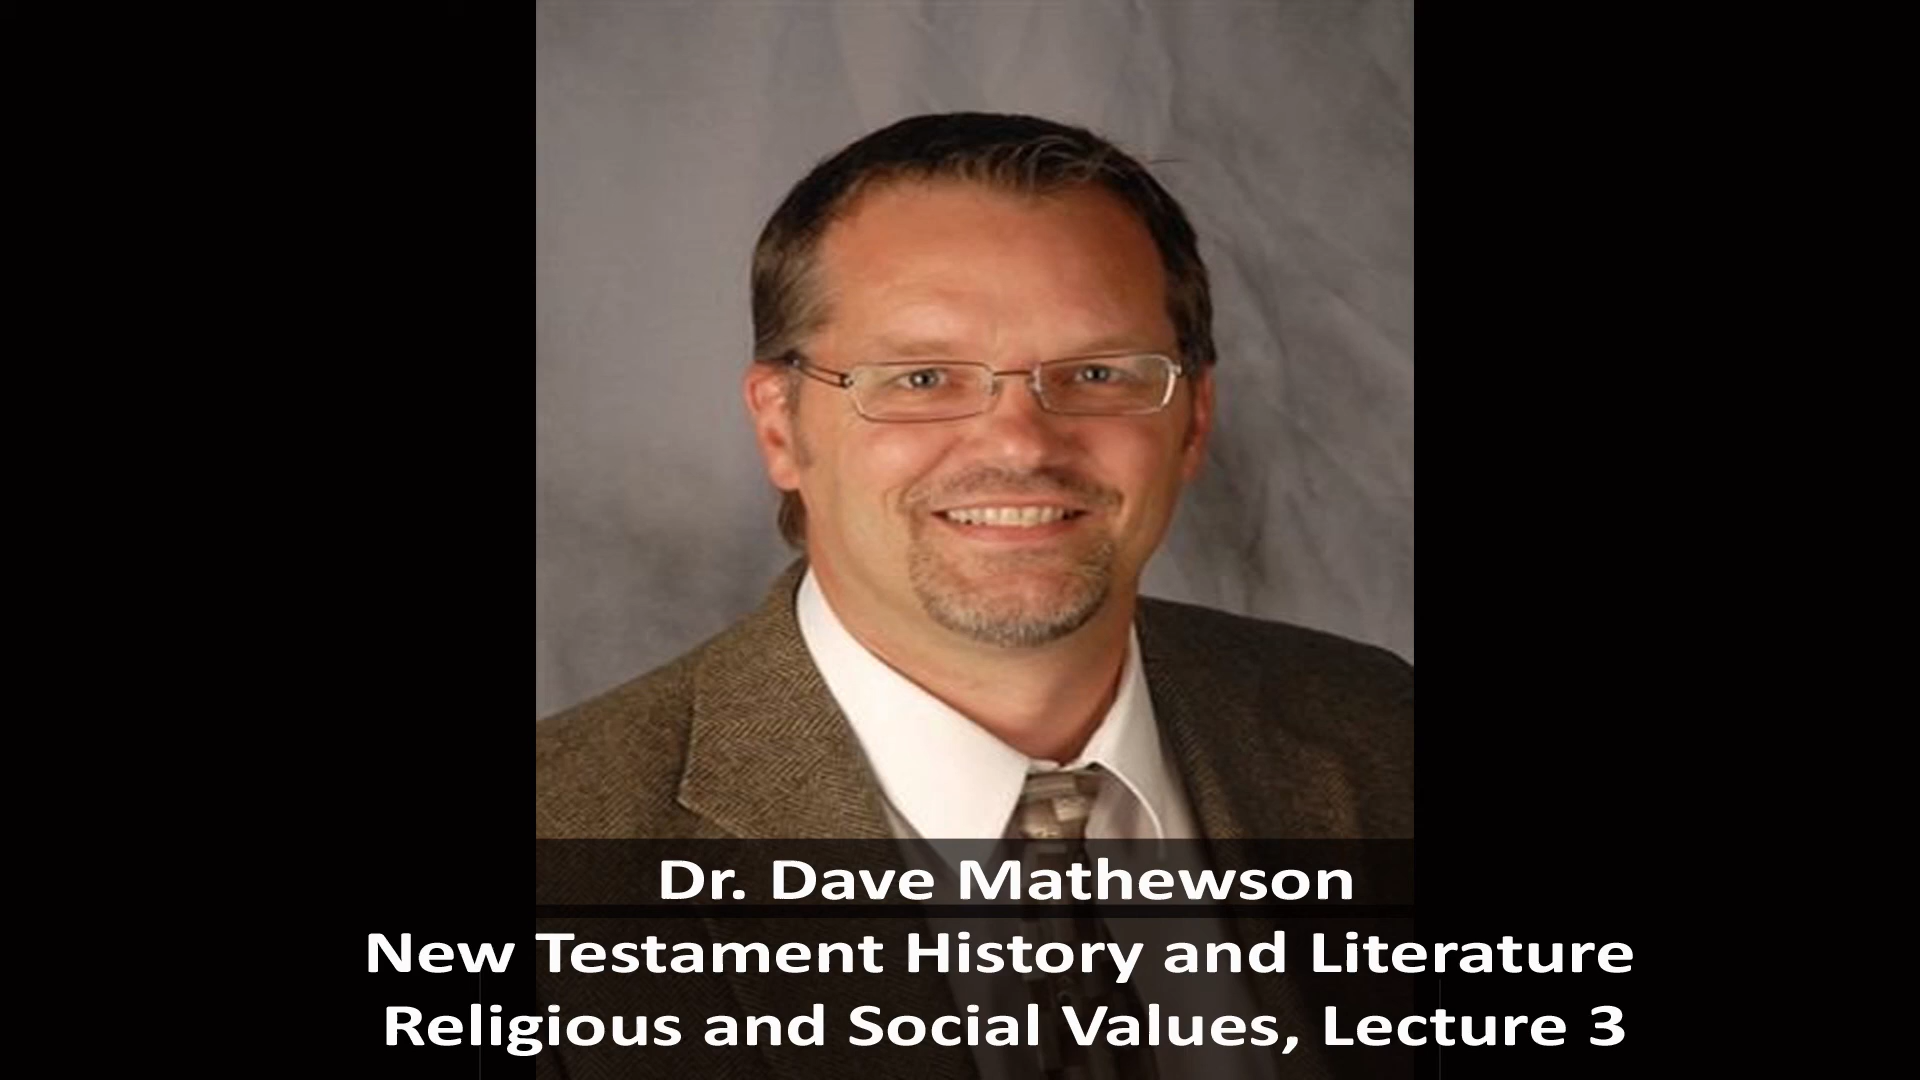 Dr. Dave Mathewson
New Testament History and Literature
Religious and Social Values, Lecture 3